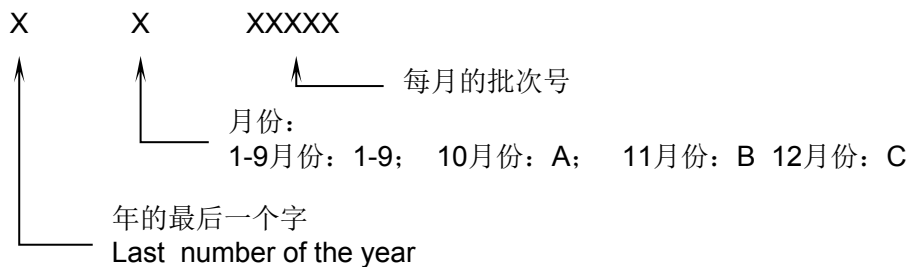 X X XXXXX
每月的批次号
月份：
1-9月份：1-9； 10月份：A； 11月份：B 12月份：C
年的最后一个字
Last number of the year